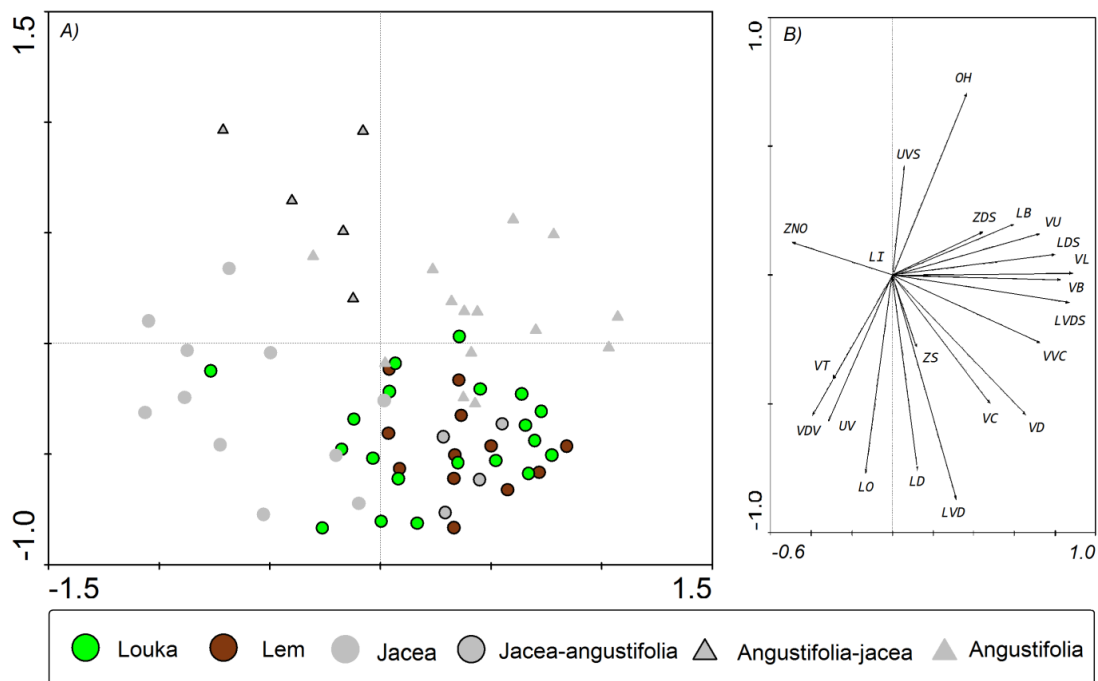 A)
1.5
-1.0
-1.5
1.5
B)
1.0
OH
UVS
ZDS
LB
VU
ZNO
LI
LDS
VL
VB
LVDS
VVC
ZS
VT
VC
VD
VDV
UV
LO
LD
LVD
-1.0
-0.6
1.0
Louka
Lem
Jacea
Jacea-angustifolia
Angustifolia-jacea
Angustifolia